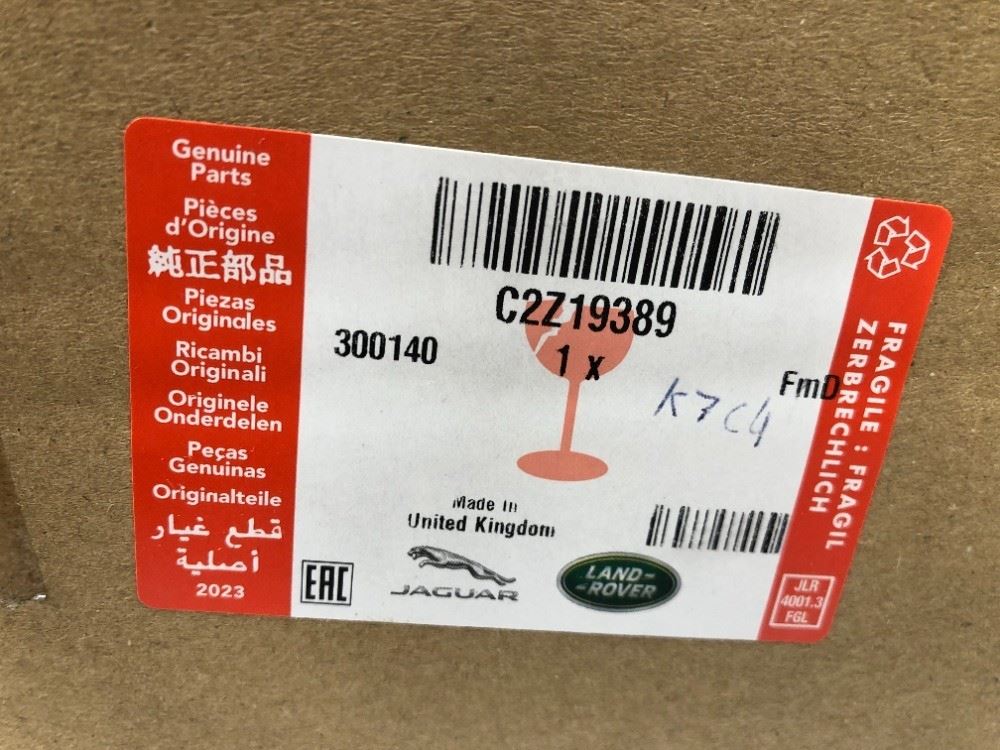 Genuine
Parts
Pièces
d'Origine
純正部品
Piezas
Originales
Ricambi
Originali
Originele
Onderdelen
Peças
Genuinas
Originalteile
قطع غيار
أصلية
2023
C2Z19389
300140
1 x
FmD
K7C4
Made In
United Kingdom
EAC
JAGUAR
LAND-
-ROVER
FRAGILE : FRAGIL
ZERBRECHLICH
JLR
4001.3
FGL